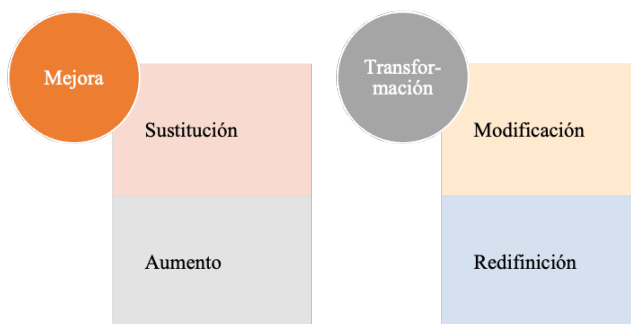 Mejora
Sustitución
Aumento
Transfor-
mación
Modificación
Redifinición